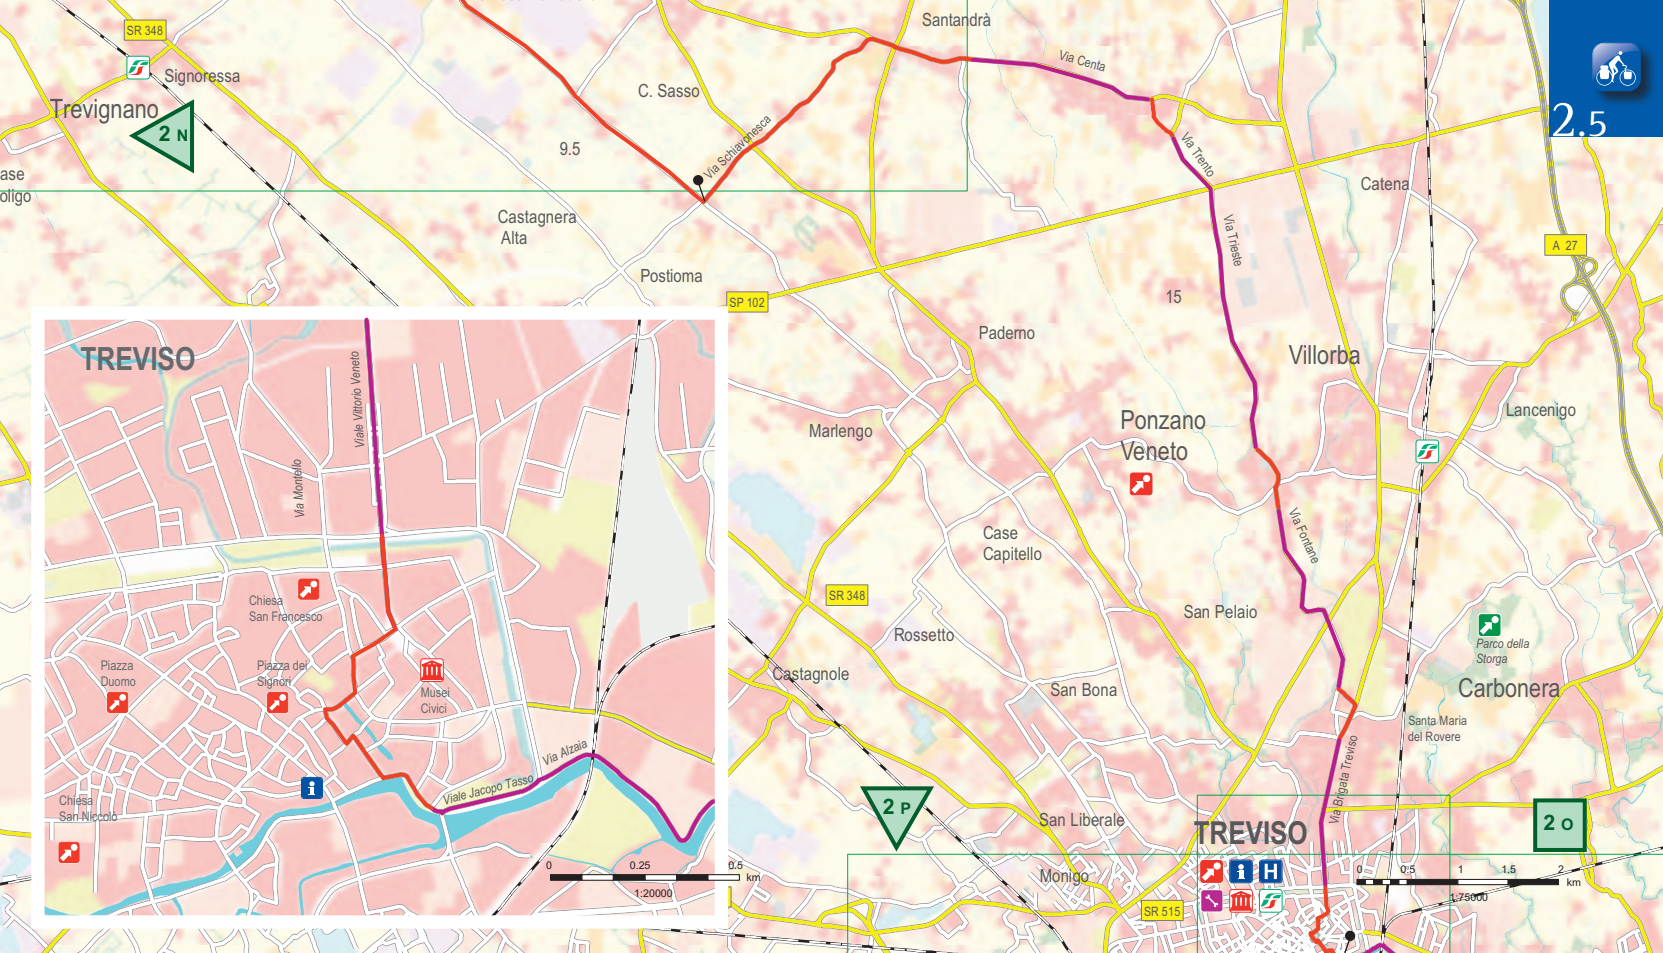 Santandrà
SR 348
Signoressa
Via Centa
C. Sasso
Trevignano
2 N
2.5
9.5
Via Schiavonesca
Via Trento
ase
oligo
Catena
Castagnera
Alta
Via Trieste
A 27
Postioma
SP 102
15
Paderno
Villorba
TREVISO
Viale Vittorio Veneto
Ponzano
Veneto
Lancenigo
Marlengo
Via Montello
Case
Capitello
Via Fontane
SR 348
Chiesa
San Francesco
San Pelaio
Rossetto
Parco della
Storga
Piazza
Duomo
Piazza dei
Signori
Musei
Civici
Castagnole
San Bona
Carbonera
Santa Maria
del Rovere
Via Alzaia
Via Brigata Treviso
Viale Jacopo Tasso
i
Chiesa
San Niccolò
2 P
San Liberale
TREVISO
2 O
0
0.25
0.5
km
1:20000
Monigo
i
H
0
0.5
1
1.5
2
km
1:75000
SR 515